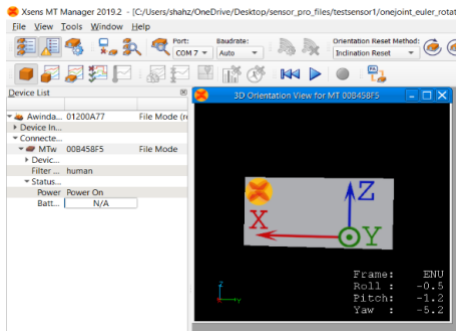 Xsens MT Manager 2019.2 - [C:/Users/shahz/OneDrive/Desktop/sensor_pro_files/testsensor1/onejoint_euler_rotat
File View Tools Window Help
Port: Baudrate: Orientation Reset Method:
COM 7 Auto Inclination Reset
Device List
3D Orientation View for MT 00B458F5
Awinda... 01200A77 File Mode (re
Device In...
Connecte...
MTw 00B458F5 File Mode
Devic...
Filter ... human
Status...
Power Power On
Batt... N/A
Z
X
Y
Frame: ENU
Roll : -0.5
Pitch: -1.2
Yaw : -5.2
z
y